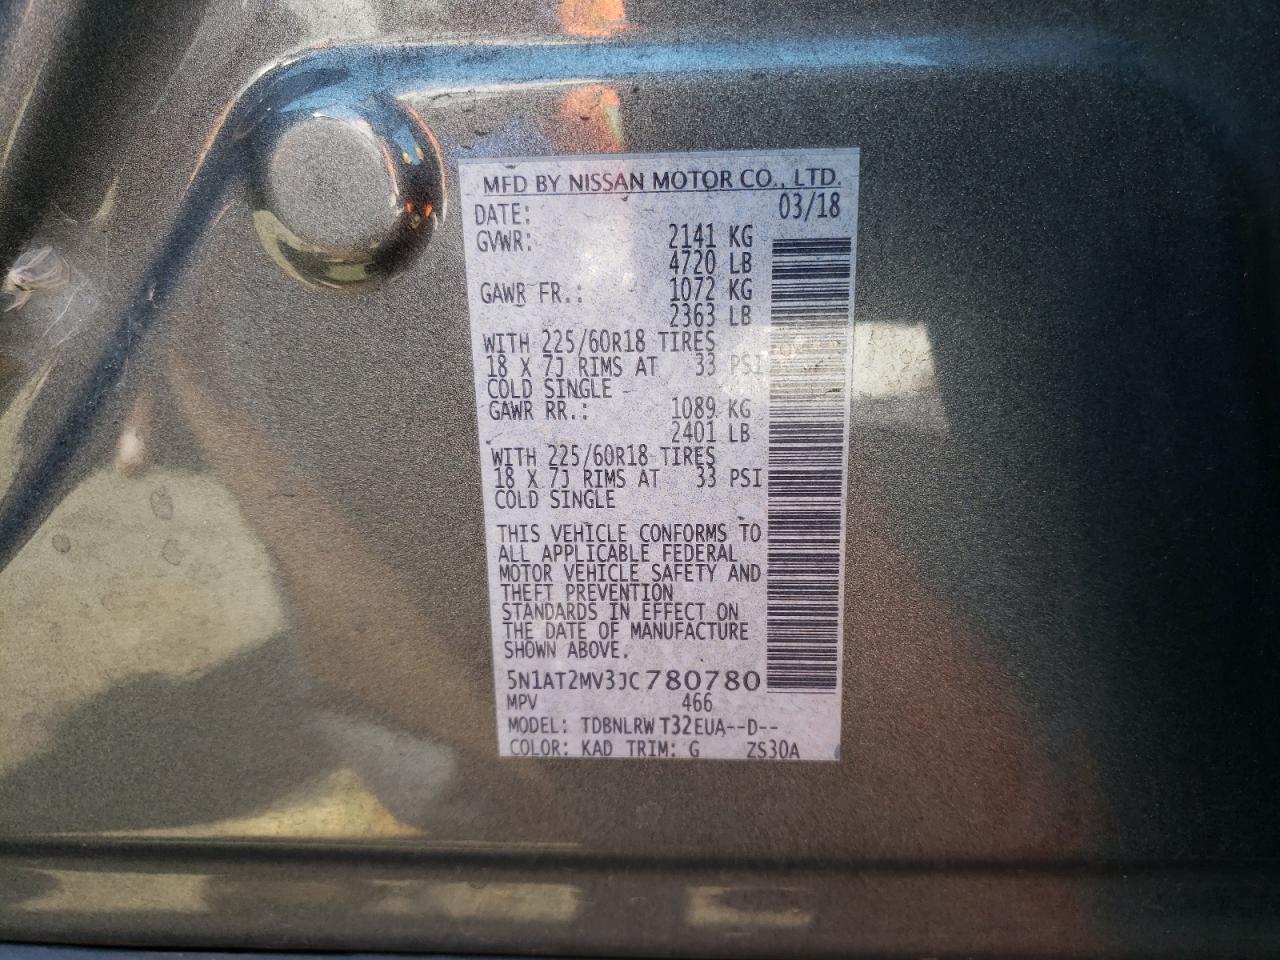 MFD BY NISSAN MOTOR CO., LTD.
DATE: 03/18
GVWR: 2141 KG
4720 LB
GAWR FR.: 1072 KG
2363 LB
WITH 225/60R18 TIRES
18 X 7J RIMS AT 33 PSI
COLD SINGLE
GAWR RR.: 1089 KG
2401 LB
WITH 225/60R18 TIRES
18 X 7J RIMS AT 33 PSI
COLD SINGLE
THIS VEHICLE CONFORMS TO
ALL APPLICABLE FEDERAL
MOTOR VEHICLE SAFETY AND
THEFT PREVENTION
STANDARDS IN EFFECT ON
THE DATE OF MANUFACTURE
SHOWN ABOVE.
5N1AT2MV3JC780780
MPV 466
MODEL: TDBNLRW T32EUA--D--
COLOR: KAD TRIM: G ZS30A